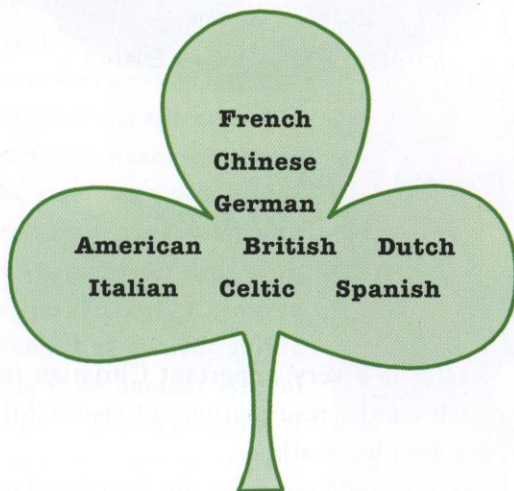 French
Chinese
German
American British Dutch
Italian Celtic Spanish